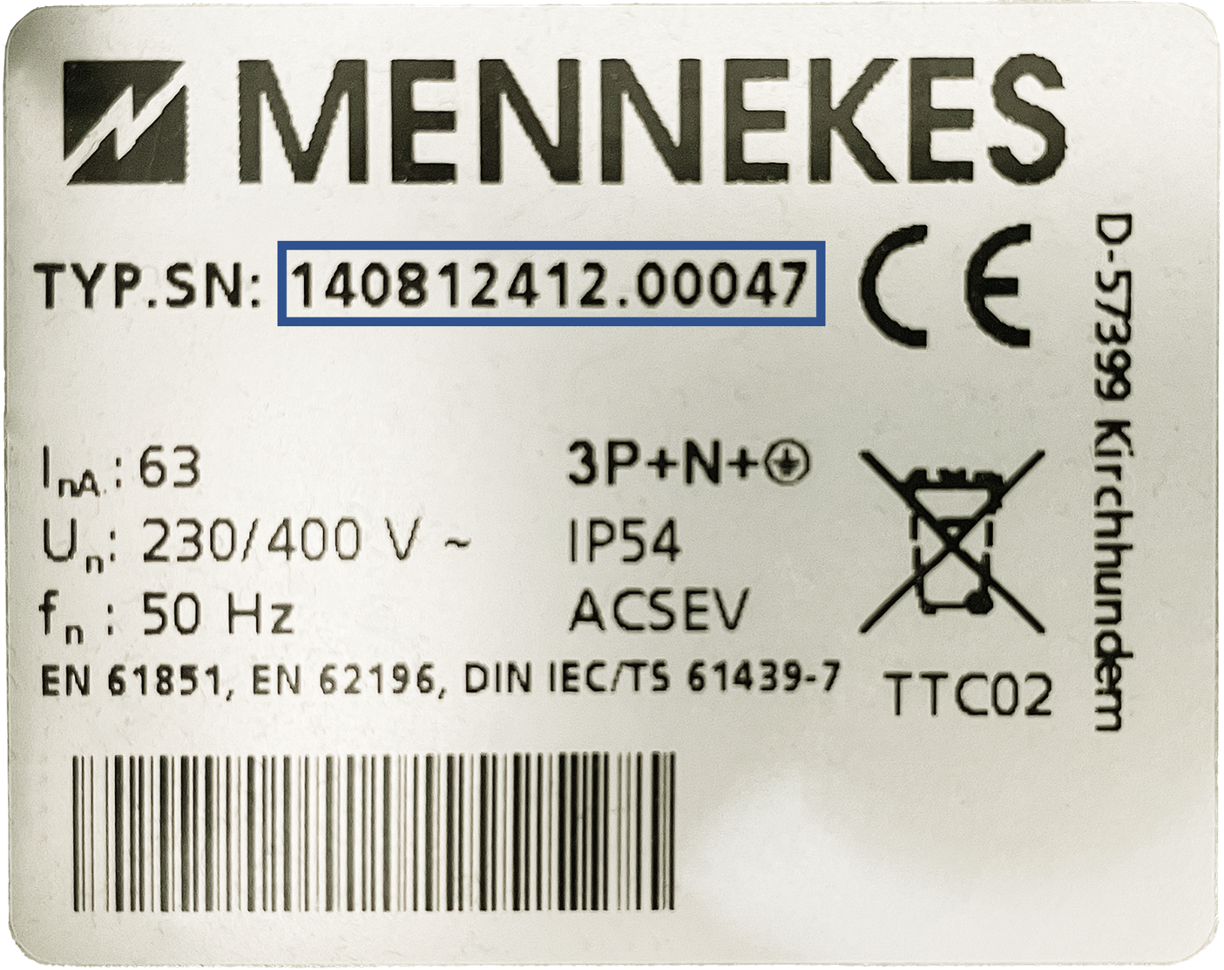 MENNEKES
TYP.SN: 140812412.00047
CE
InA.: 63
3P+N+
Un: 230/400 V ~
IP54
fn : 50 Hz
ACSEV
EN 61851, EN 62196, DIN IEC/TS 61439-7
TTC02
D-57399 Kirchhundem